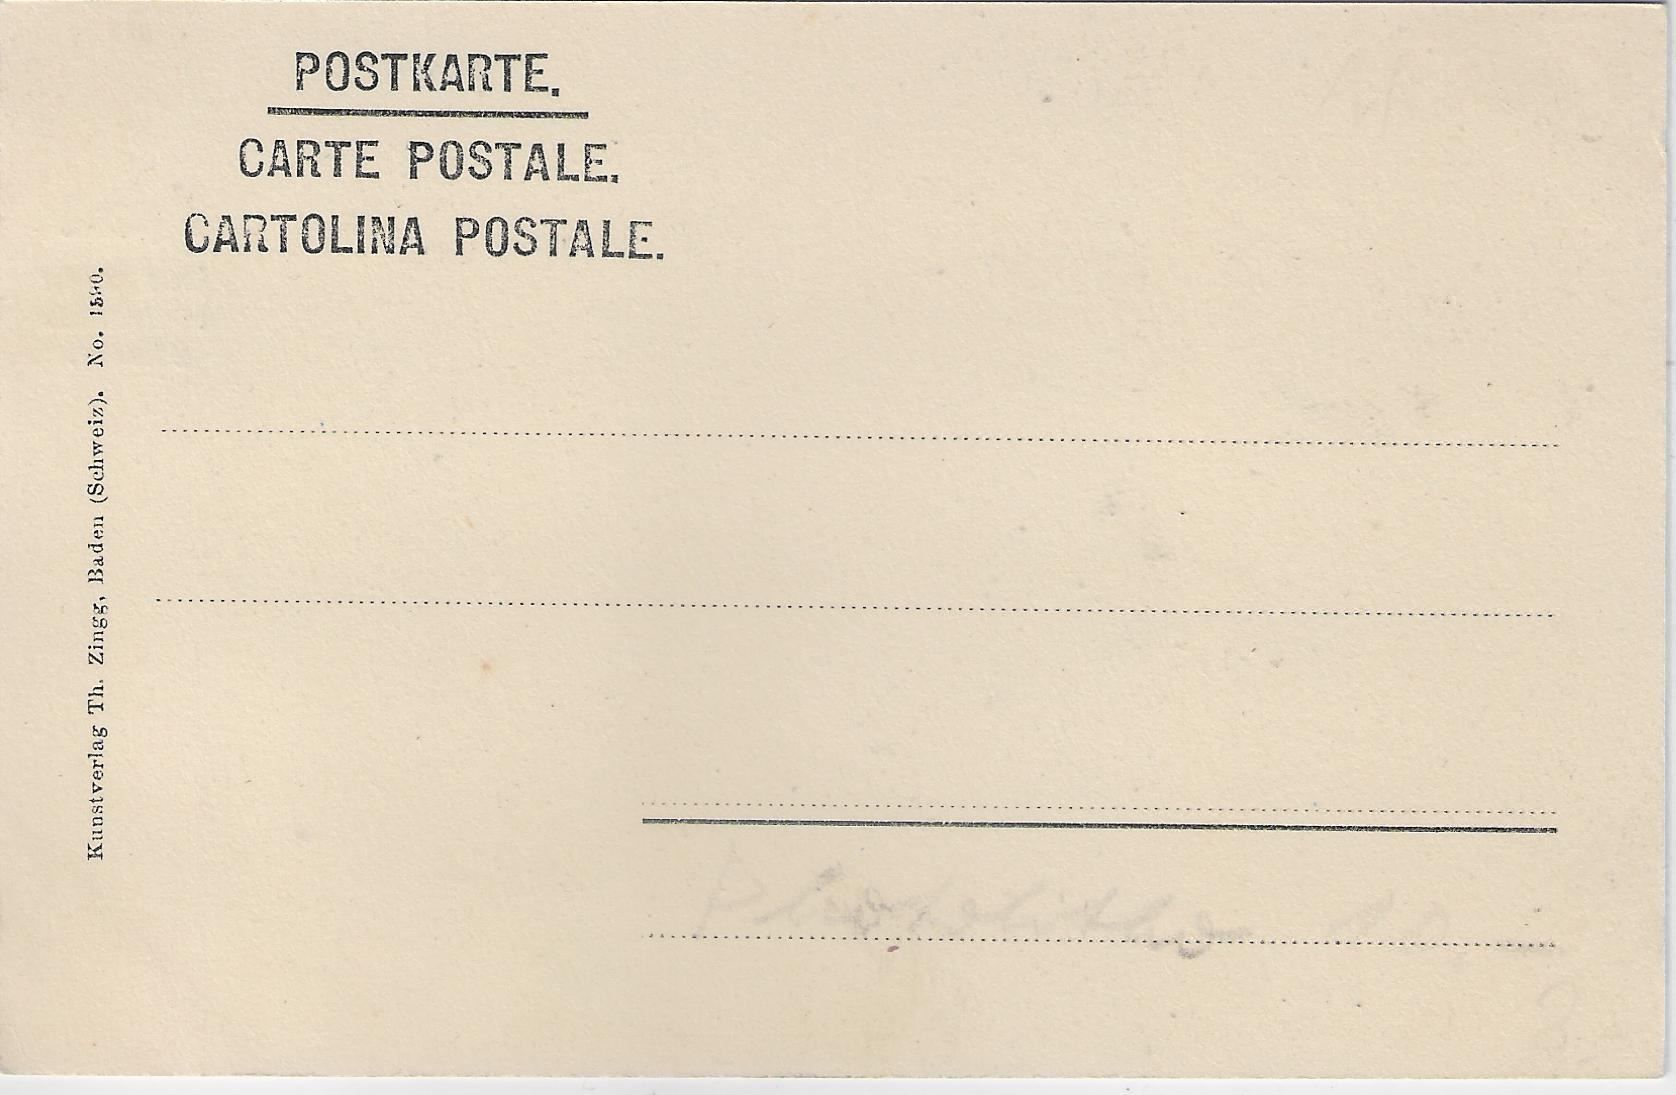 POSTKARTE.
CARTE POSTALE.
CARTOLINA POSTALE.
Kunstverlag Th. Zingg, Baden (Schweiz). No.